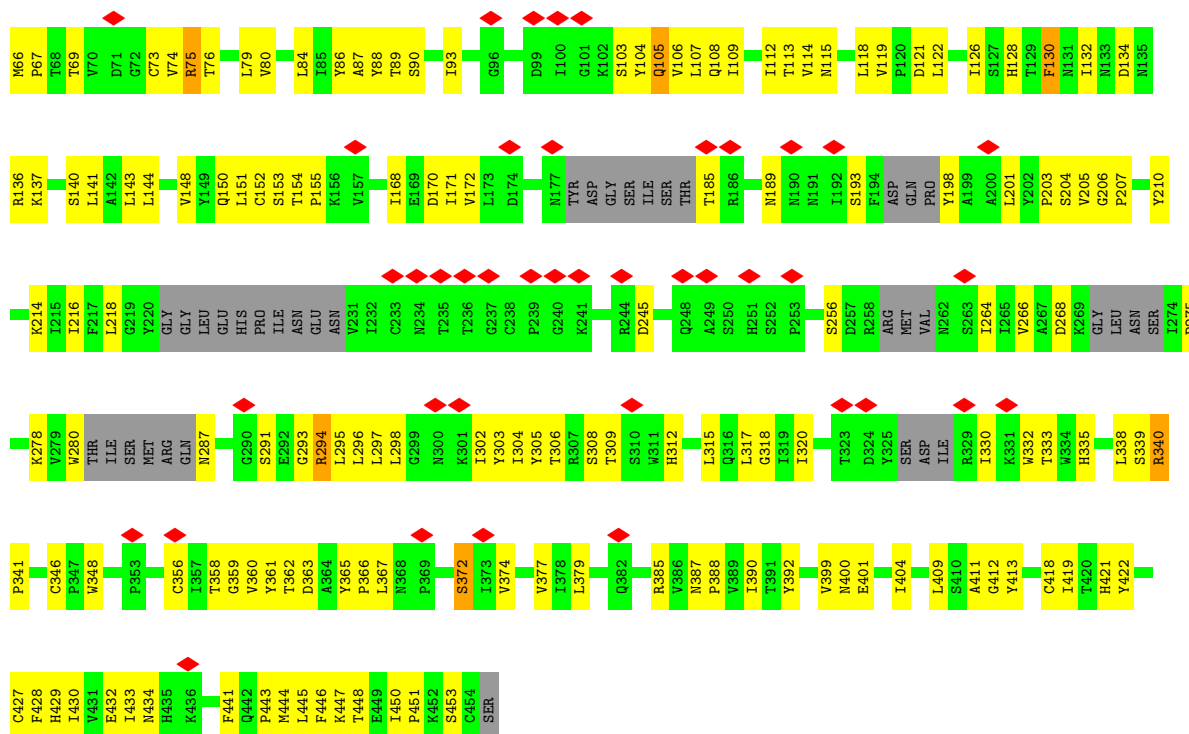 M66 P67 T68 T69 V70 D71 G72 C73 V74 R75 T76 L79 V80 L84 I85 Y86 A87 Y88 T89 S90 I93 G96 D99 I100 G101 K102 S103 Y104 Q105 V106 L107 Q108 I109 I112 T113 V114 N115 L118 V119 P120 D121 L122 I126 S127 H128 T129 F130 N131 I132 N133 D134 N135
R136 K137 S140 L141 A142 L143 L144 V148 Y149 Q150 L151 C152 S153 T154 P155 K156 V157 I168 E169 D170 I171 V172 L173 D174 N177 TYR ASP GLY SER ILE SER THR T185 R186 N189 N190 N191 I192 S193 F194 ASP GLN PRO Y198 A199 A200 L201 Y202 P203 S204 V205 G206 P207 Y210
K214 I215 I216 F217 L218 G219 Y220 GLY GLY LEU GLU HIS PRO ILE ASN GLU ASN V231 I232 C233 N234 T235 T236 G237 C238 P239 G240 K241 R244 D245 Q248 A249 S250 H251 S252 P253 S256 D257 R258 ARG MET VAL N262 S263 I264 I265 V266 A267 D268 K269 GLY LEU ASN SER I274
K278 V279 W280 THR ILE SER MET ARG GLN N287 G290 S291 E292 G293 R294 L295 L296 L297 L298 G299 N300 K301 I302 Y303 I304 Y305 T306 R307 S308 T309 S310 W311 H312 L315 Q316 L317 G318 I319 I320 T323 D324 Y325 SER ASP ILE R329 I330 K331 W332 T333 W334 H335 L338 S339 R340
P341 C346 P347 W348 P353 C356 I357 T358 G359 V360 Y361 T362 D363 A364 Y365 P366 L367 N368 P369 S372 I373 V374 V377 I378 L379 Q382 R385 V386 N387 P388 V389 I390 T391 Y392 V399 N400 E401 I404 L409 S410 A411 G412 Y413 C418 I419 T420 H421 Y422
C427 F428 H429 I430 V431 E432 I433 N434 H435 K436 F441 Q442 P443 M444 L445 F446 K447 T448 E449 I450 P451 K452 S453 C454 SER